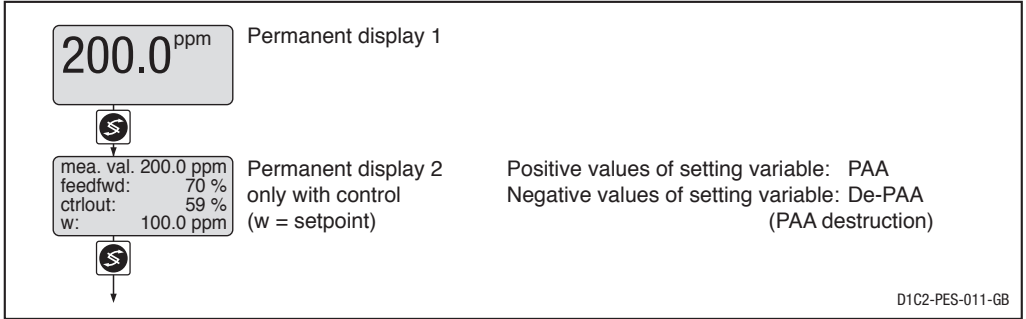 200.0 ppm
Permanent display 1
mea. val. 200.0 ppm
feedfwd: 70 %
ctrlout: 59 %
w: 100.0 ppm
Permanent display 2
only with control
(w = setpoint)
Positive values of setting variable: PAA
Negative values of setting variable: De-PAA
(PAA destruction)
D1C2-PES-011-GB